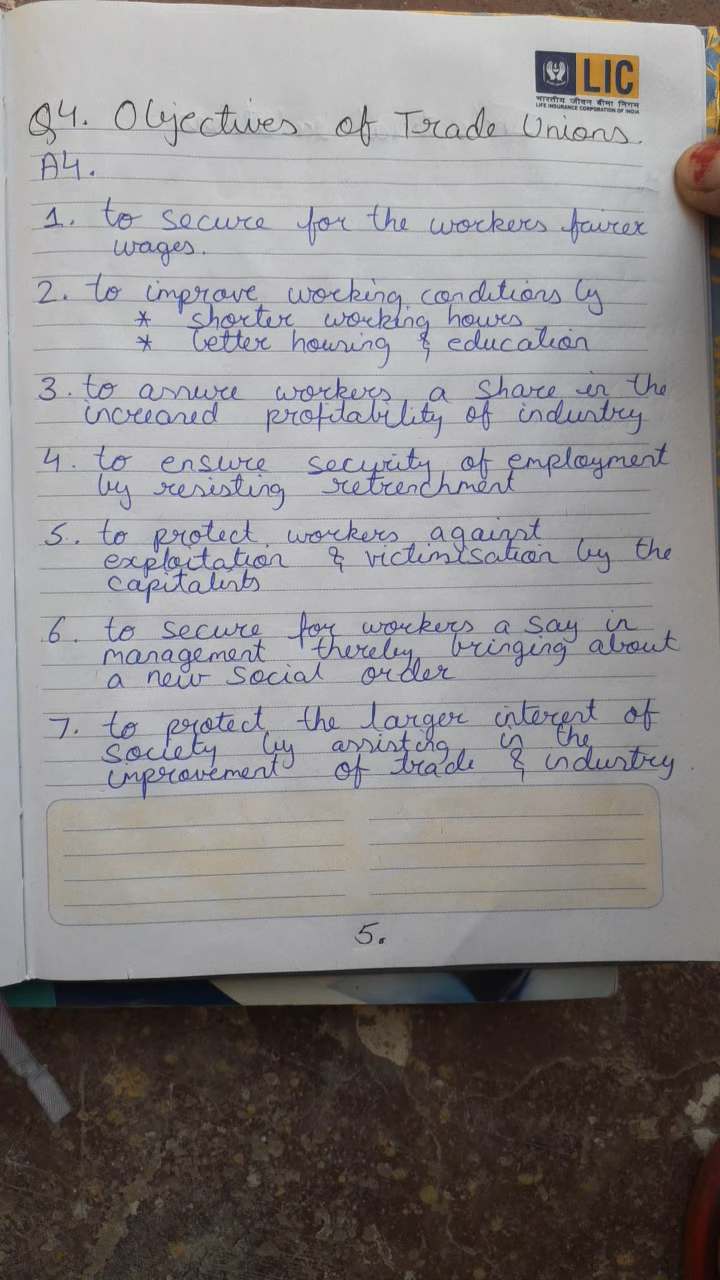 LIC
भारतीय जीवन बीमा निगम
LIFE INSURANCE CORPORATION OF INDIA
Q4. Objectives of Trade Unions.
A4.
1. to secure for the workers fairer
wages.
2. to improve working conditions by
* shorter working hours
* better housing & education
3. to assure workers a share in the
increased profitability of industry
4. to ensure security of employment
by resisting retrenchment
5. to protect workers against
exploitation & victimisation by the
capitalists
6. to secure for workers a say in
management thereby bringing about
a new social order
7. to protect the larger interest of
society by assisting in the
improvement of trade & industry.
5.